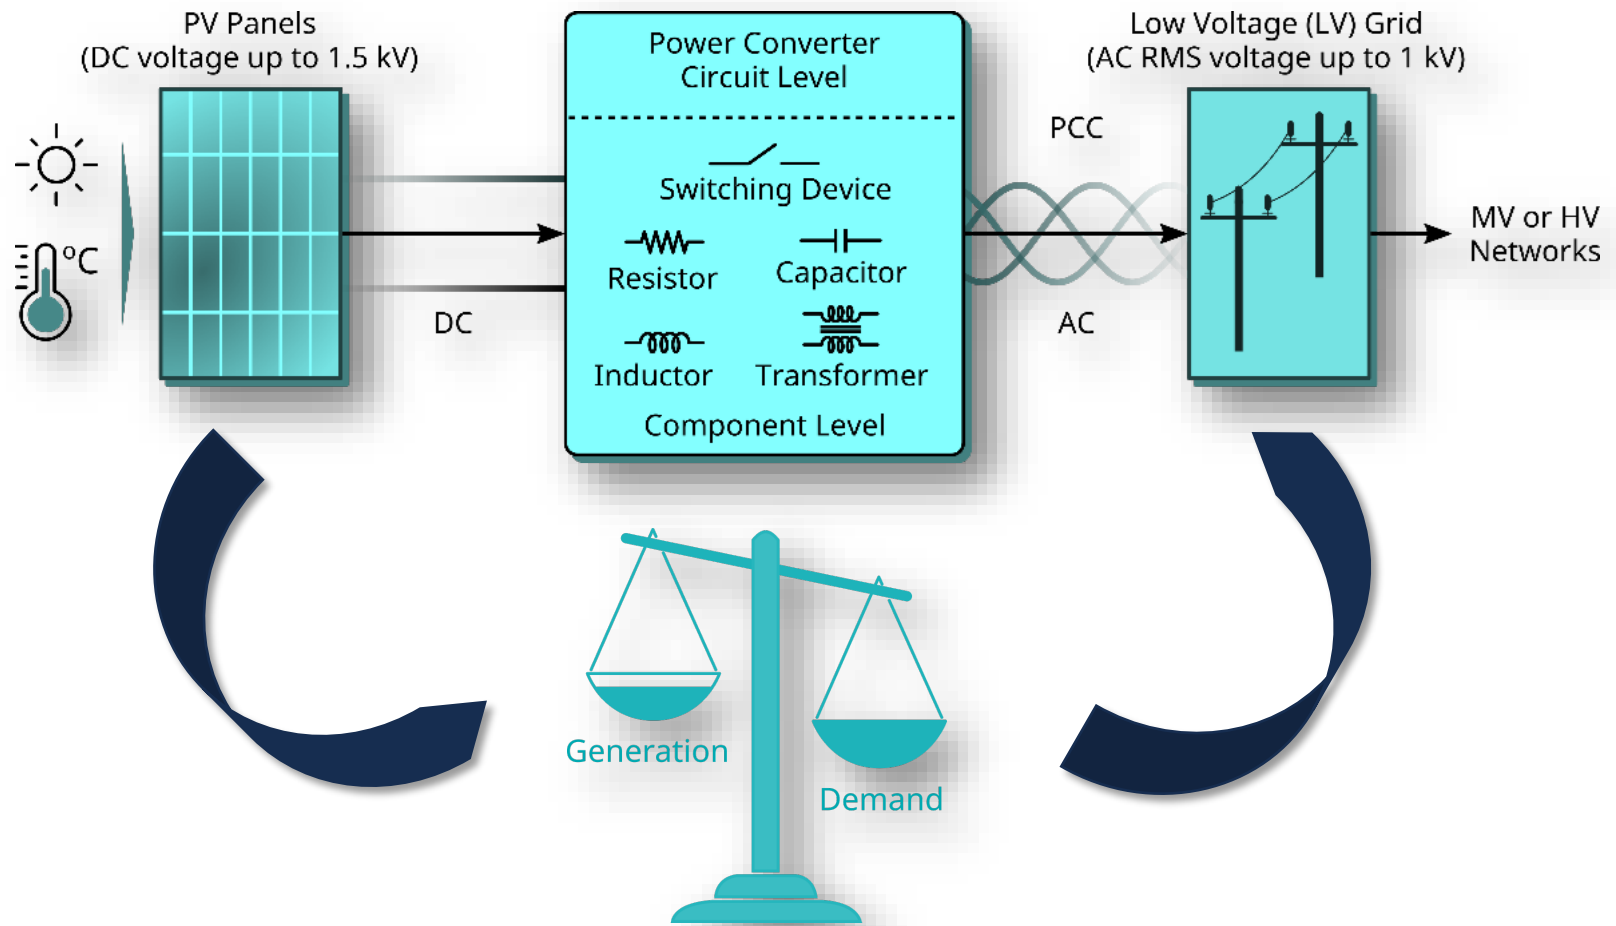 PV Panels
(DC voltage up to 1.5 kV)
Power Converter
Circuit Level
Low Voltage (LV) Grid
(AC RMS voltage up to 1 kV)
PCC
Switching Device
°C
Resistor
Capacitor
MV or HV
Networks
DC
AC
Inductor
Transformer
Component Level
Generation
Demand